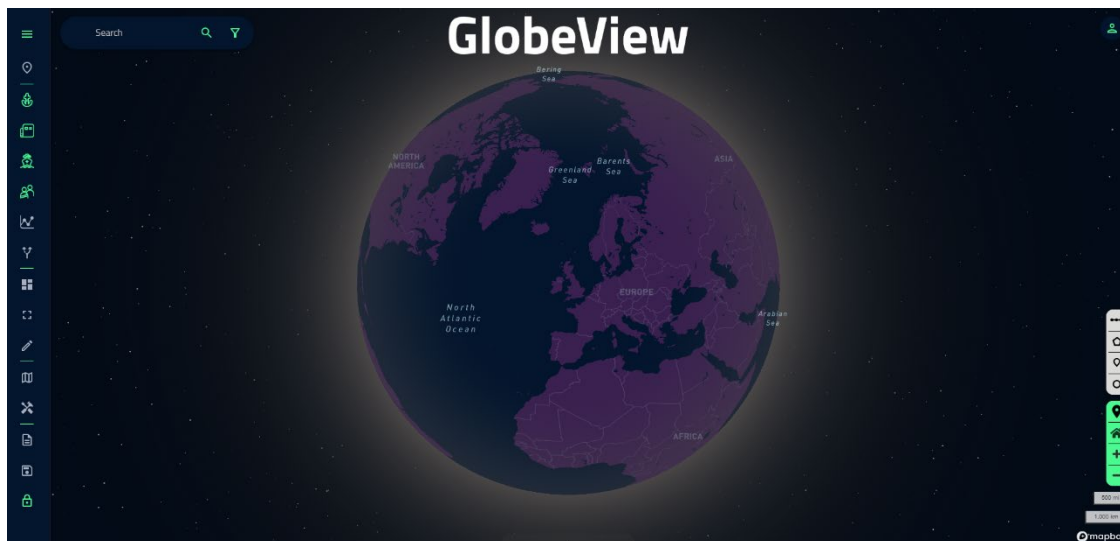 Search
GlobeView
Bering
Sea
NORTH
AMERICA
ASIA
Barents
Sea
Greenland
Sea
EUROPE
North
Atlantic
Ocean
Arabian
Sea
AFRICA
500 mi
1,000 km
mapbo